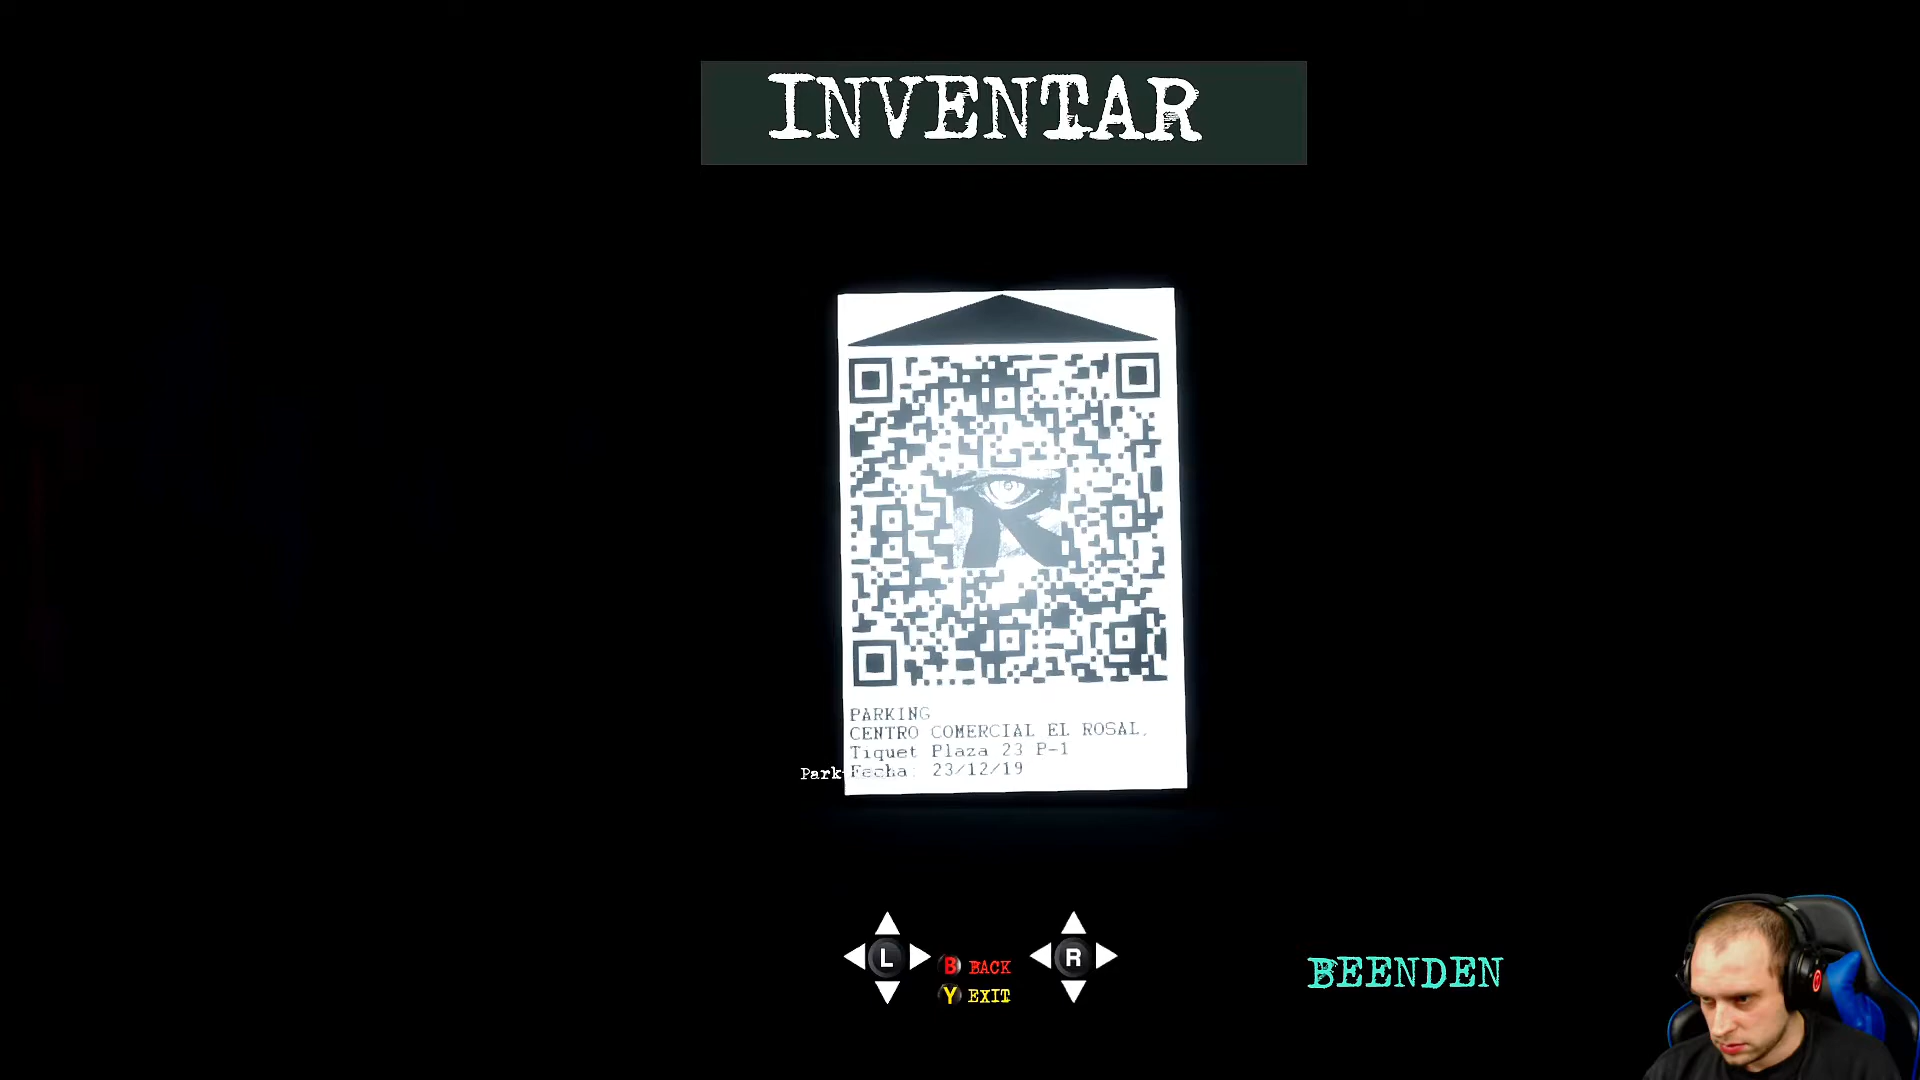 INVENTAR
PARKING
CENTRO COMERCIAL EL ROSAL.
Tiquet Plaza 23 P-1
Park
Fecha: 23/12/19
L
B BACK
Y EXIT
R
BEENDEN